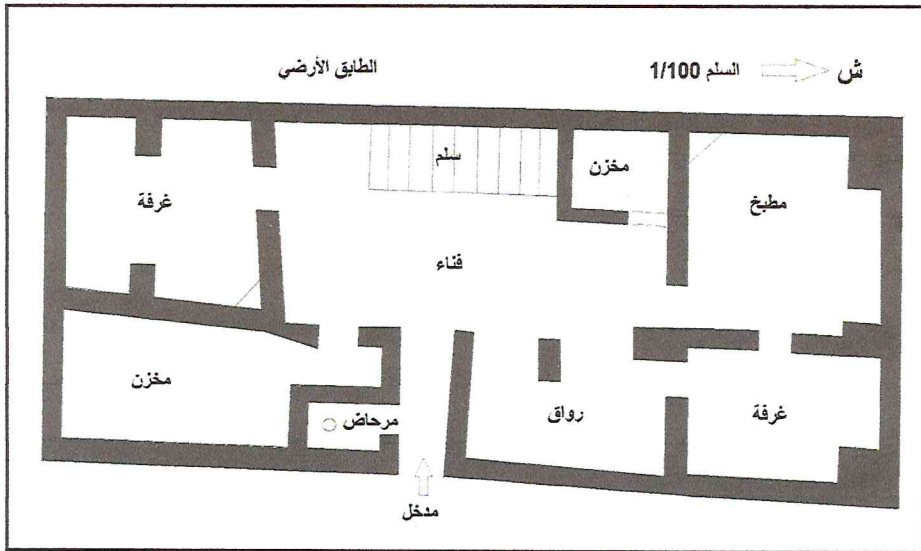 الطابق الأرضي
السلم 1/100
ش
سلم
مخزن
مطبخ
غرفة
فناء
مخزن
مرحاض
رواق
غرفة
مدخل